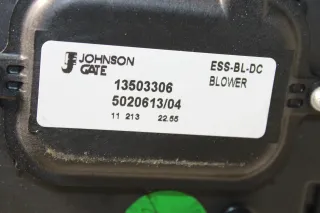 JOHNSON
GATE
ESS-BL-DC
BLOWER
13503306
5020613/04
11 213 22.55